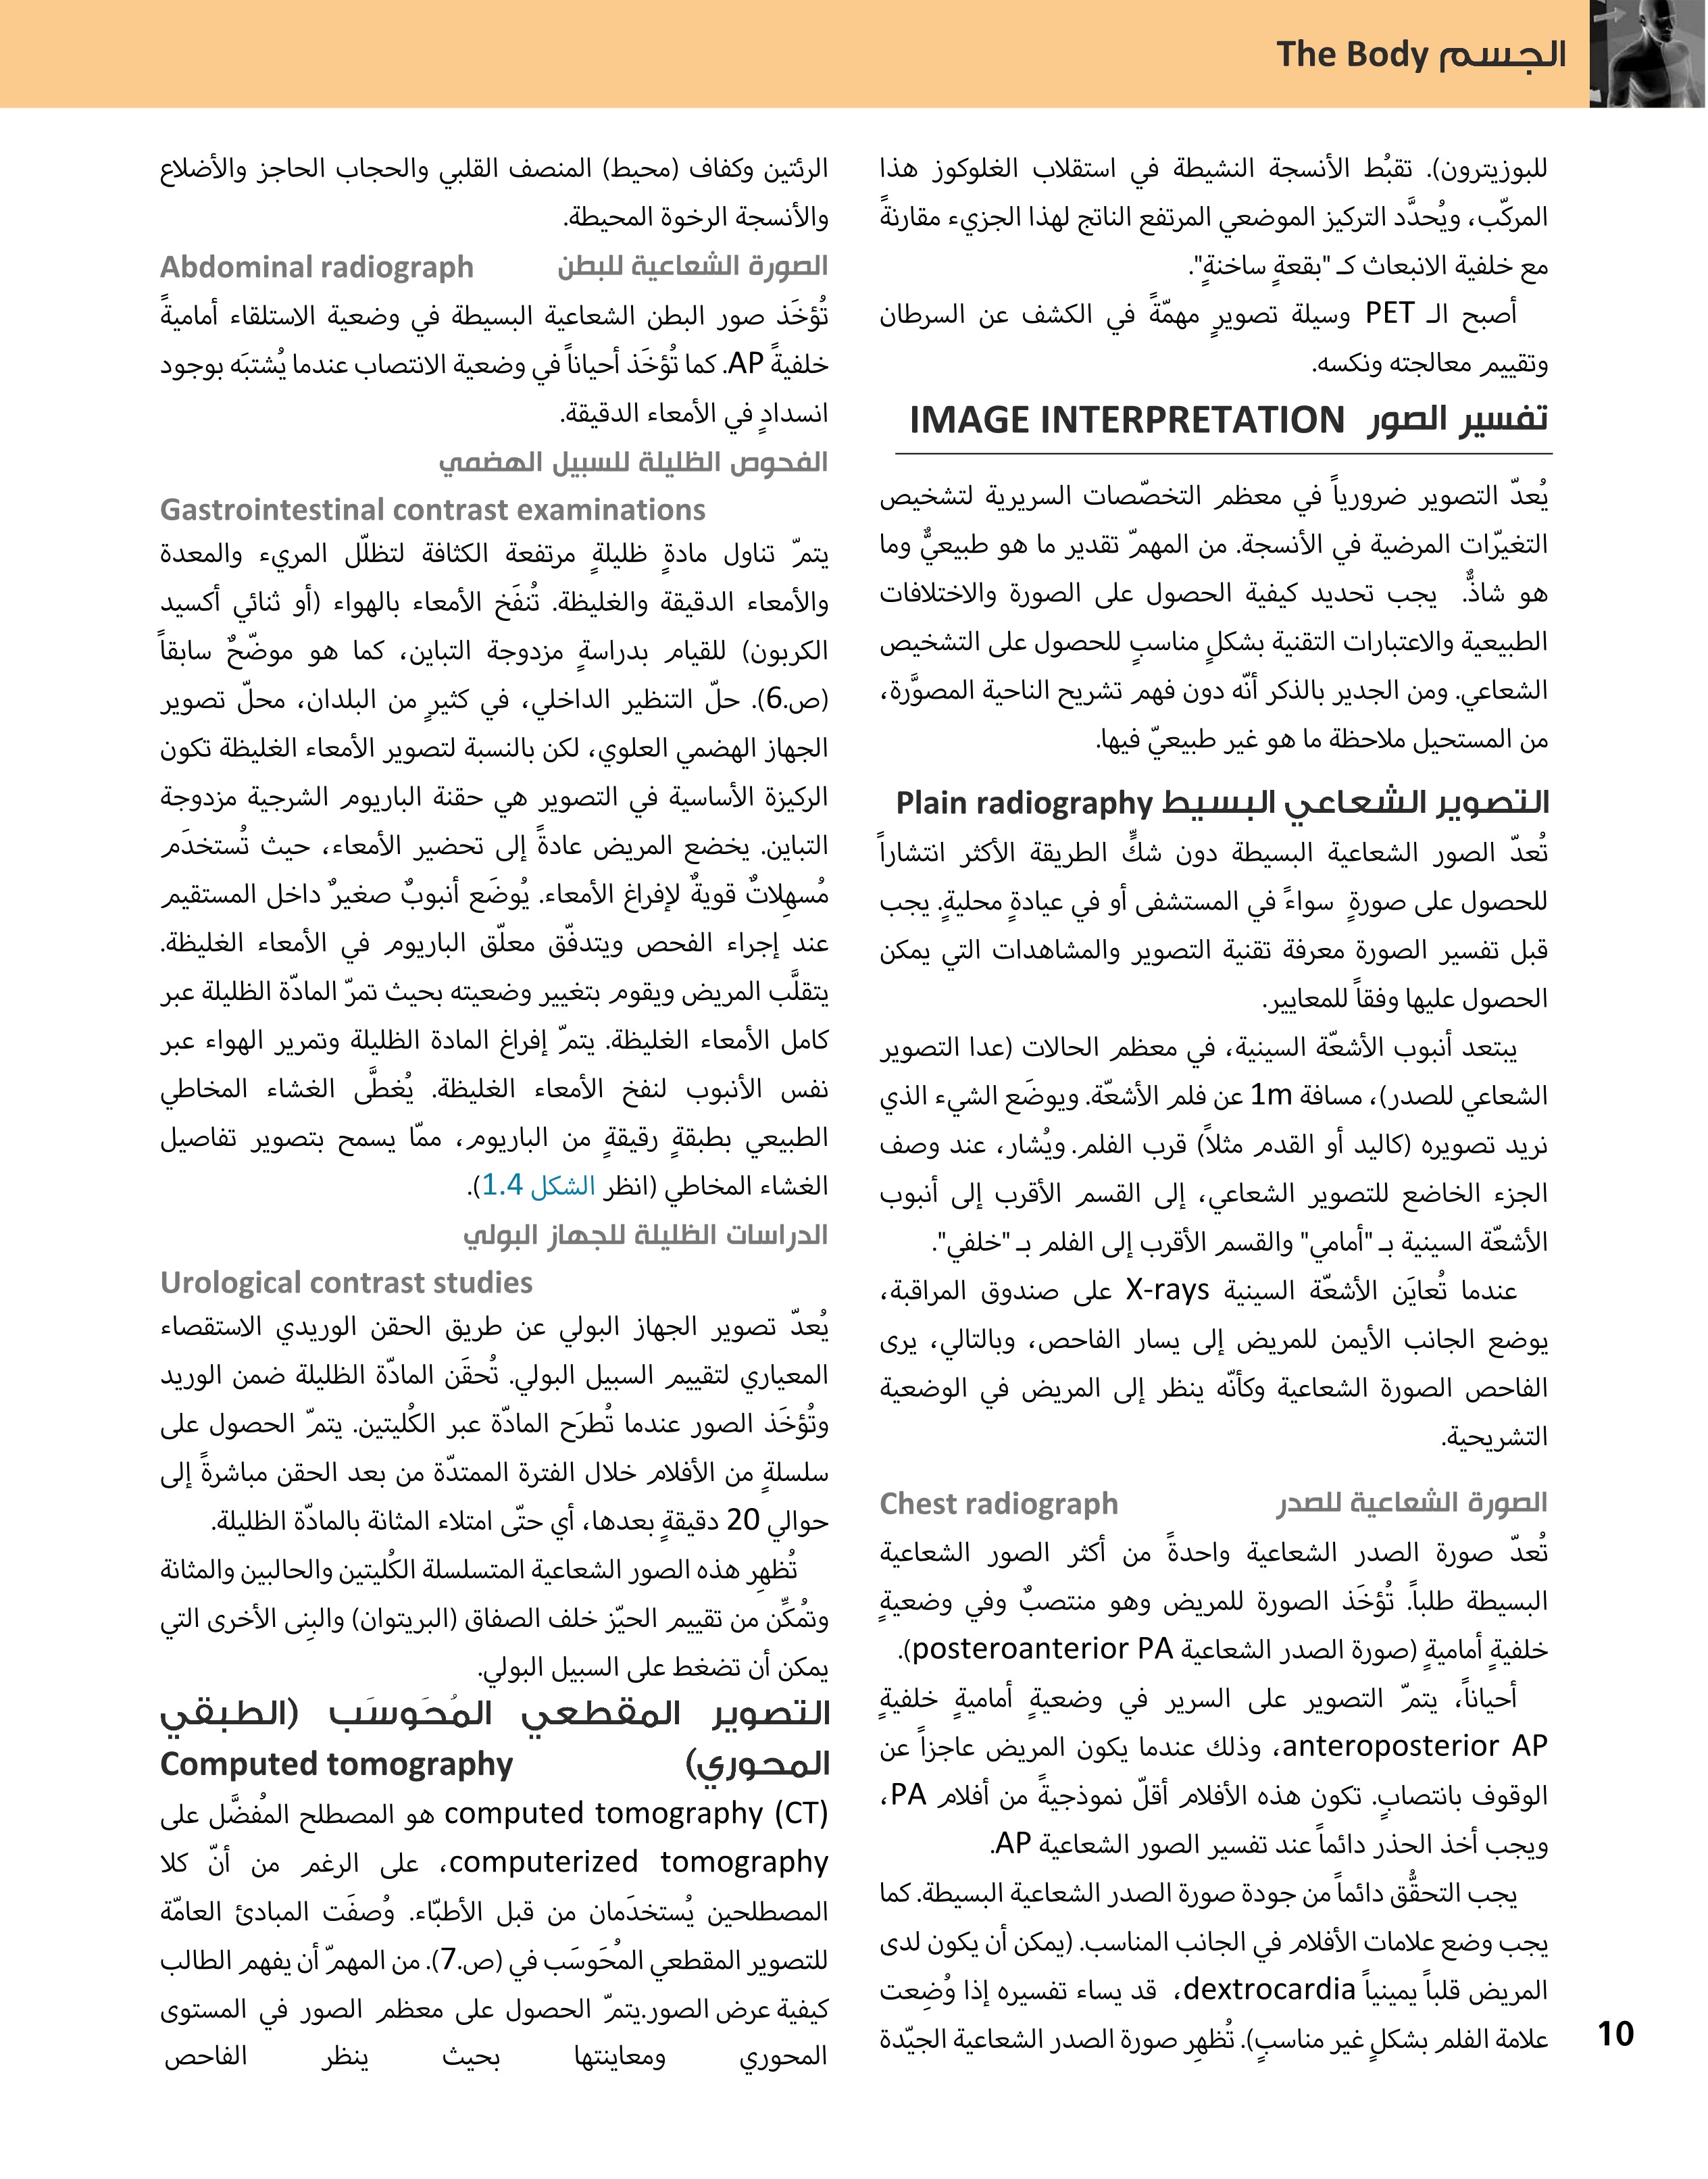 الجسم The Body
للبوزيترون). تقبُط الأنسجة النشيطة في استقلاب الغلوكوز هذا
المركّب، ويُحدَّد التركيز الموضعي المرتفع الناتج لهذا الجزيء مقارنةً
مع خلفية الانبعاث كـ "بقعةٍ ساخنةٍ".
أصبح الـ PET وسيلة تصويرٍ مهمّةً في الكشف عن السرطان
وتقييم معالجته ونكسه.
تفسير الصور IMAGE INTERPRETATION
يُعدّ التصوير ضرورياً في معظم التخصّصات السريرية لتشخيص
التغيرّات المرضية في الأنسجة. من المهمّ تقدير ما هو طبيعيٌّ وما
هو شاذٌّ. يجب تحديد كيفية الحصول على الصورة والاختلافات
الطبيعية والاعتبارات التقنية بشكلٍ مناسبٍ للحصول على التشخيص
الشعاعي. ومن الجدير بالذكر أنّه دون فهم تشريح الناحية المصوَّرة،
من المستحيل ملاحظة ما هو غير طبيعيّ فيها.
التصوير الشعاعي البسيط Plain radiography
تُعدّ الصور الشعاعية البسيطة دون شكٍّ الطريقة الأكثر انتشاراً
للحصول على صورةٍ سواءً في المستشفى أو في عيادةٍ محليةٍ. يجب
قبل تفسير الصورة معرفة تقنية التصوير والمشاهدات التي يمكن
الحصول عليها وفقاً للمعايير.
يبتعد أنبوب الأشعّة السينية، في معظم الحالات (عدا التصوير
الشعاعي للصدر)، مسافة 1m عن فلم الأشعّة. ويوضَع الشيء الذي
نريد تصويره (كاليد أو القدم مثلاً) قرب الفلم. ويُشار، عند وصف
الجزء الخاضع للتصوير الشعاعي، إلى القسم الأقرب إلى أنبوب
الأشعّة السينية بـ "أمامي" والقسم الأقرب إلى الفلم بـ "خلفي".
عندما تُعايَن الأشعّة السينية X-rays على صندوق المراقبة،
يوضع الجانب الأيمن للمريض إلى يسار الفاحص، وبالتالي، يرى
الفاحص الصورة الشعاعية وكأنّه ينظر إلى المريض في الوضعية
التشريحية.
الصورة الشعاعية للصدر Chest radiograph
تُعدّ صورة الصدر الشعاعية واحدةً من أكثر الصور الشعاعية
البسيطة طلباً. تُؤخَذ الصورة للمريض وهو منتصبٌ وفي وضعيةٍ
خلفيةٍ أماميةٍ (صورة الصدر الشعاعية posteroanterior PA).
أحياناً، يتمّ التصوير على السرير في وضعيةٍ أماميةٍ خلفيةٍ
anteroposterior AP، وذلك عندما يكون المريض عاجزاً عن
الوقوف بانتصابٍ. تكون هذه الأفلام أقلّ نموذجيةً من أفلام PA،
ويجب أخذ الحذر دائماً عند تفسير الصور الشعاعية AP.
يجب التحقُّق دائماً من جودة صورة الصدر الشعاعية البسيطة. كما
يجب وضع علامات الأفلام في الجانب المناسب. (يمكن أن يكون لدى
المريض قلباً يمينياً dextrocardia، قد يساء تفسيره إذا وُضِعت
علامة الفلم بشكلٍ غير مناسبٍ). تُظهِر صورة الصدر الشعاعية الجيّدة
الرئتين وكفاف (محيط) المنصف القلبي والحجاب الحاجز والأضلاع
والأنسجة الرخوة المحيطة.
الصورة الشعاعية للبطن Abdominal radiograph
تُؤخَذ صور البطن الشعاعية البسيطة في وضعية الاستلقاء أماميةً
خلفيةً AP. كما تُؤخَذ أحياناً في وضعية الانتصاب عندما يُشتبَه بوجود
انسدادٍ في الأمعاء الدقيقة.
الفحوص الظليلة للسبيل الهضمي
Gastrointestinal contrast examinations
يتمّ تناول مادةٍ ظليلةٍ مرتفعة الكثافة لتظلّل المريء والمعدة
والأمعاء الدقيقة والغليظة. تُنفَخ الأمعاء بالهواء (أو ثنائي أكسيد
الكربون) للقيام بدراسةٍ مزدوجة التباين، كما هو موضّحٌ سابقاً
(ص.6). حلّ التنظير الداخلي، في كثيرٍ من البلدان، محلّ تصوير
الجهاز الهضمي العلوي، لكن بالنسبة لتصوير الأمعاء الغليظة تكون
الركيزة الأساسية في التصوير هي حقنة الباريوم الشرجية مزدوجة
التباين. يخضع المريض عادةً إلى تحضير الأمعاء، حيث تُستخدَم
مُسهِلاتٌ قويةٌ لإفراغ الأمعاء. يُوضَع أنبوبٌ صغيرٌ داخل المستقيم
عند إجراء الفحص ويتدفّق معلّق الباريوم في الأمعاء الغليظة.
يتقلَّب المريض ويقوم بتغيير وضعيته بحيث تمرّ المادّة الظليلة عبر
كامل الأمعاء الغليظة. يتمّ إفراغ المادة الظليلة وتمرير الهواء عبر
نفس الأنبوب لنفخ الأمعاء الغليظة. يُغطَّى الغشاء المخاطي
الطبيعي بطبقةٍ رقيقةٍ من الباريوم، ممّا يسمح بتصوير تفاصيل
الغشاء المخاطي (انظر الشكل 1.4).
الدراسات الظليلة للجهاز البولي
Urological contrast studies
يُعدّ تصوير الجهاز البولي عن طريق الحقن الوريدي الاستقصاء
المعياري لتقييم السبيل البولي. تُحقَن المادّة الظليلة ضمن الوريد
وتُؤخَذ الصور عندما تُطرَح المادّة عبر الكُليتين. يتمّ الحصول على
سلسلةٍ من الأفلام خلال الفترة الممتدّة من بعد الحقن مباشرةً إلى
حوالي 20 دقيقةٍ بعدها، أي حتّى امتلاء المثانة بالمادّة الظليلة.
تُظهِر هذه الصور الشعاعية المتسلسلة الكُليتين والحالبين والمثانة
وتمُكِّن من تقييم الحيّز خلف الصفاق (البريتوان) والبِنى الأخرى التي
يمكن أن تضغط على السبيل البولي.
التصوير المقطعي المُحَوسَب (الطبقي
المحوري) Computed tomography
computed tomography (CT) هو المصطلح المُفضَّل على
computerized tomography، على الرغم من أنّ كلا
المصطلحين يُستخدَمان من قبل الأطبّاء. وُصفَت المبادئ العامّة
للتصوير المقطعي المُحَوسَب في (ص.7). من المهمّ أن يفهم الطالب
كيفية عرض الصور.يتمّ الحصول على معظم الصور في المستوى
المحوري ومعاينتها بحيث ينظر الفاحص
10